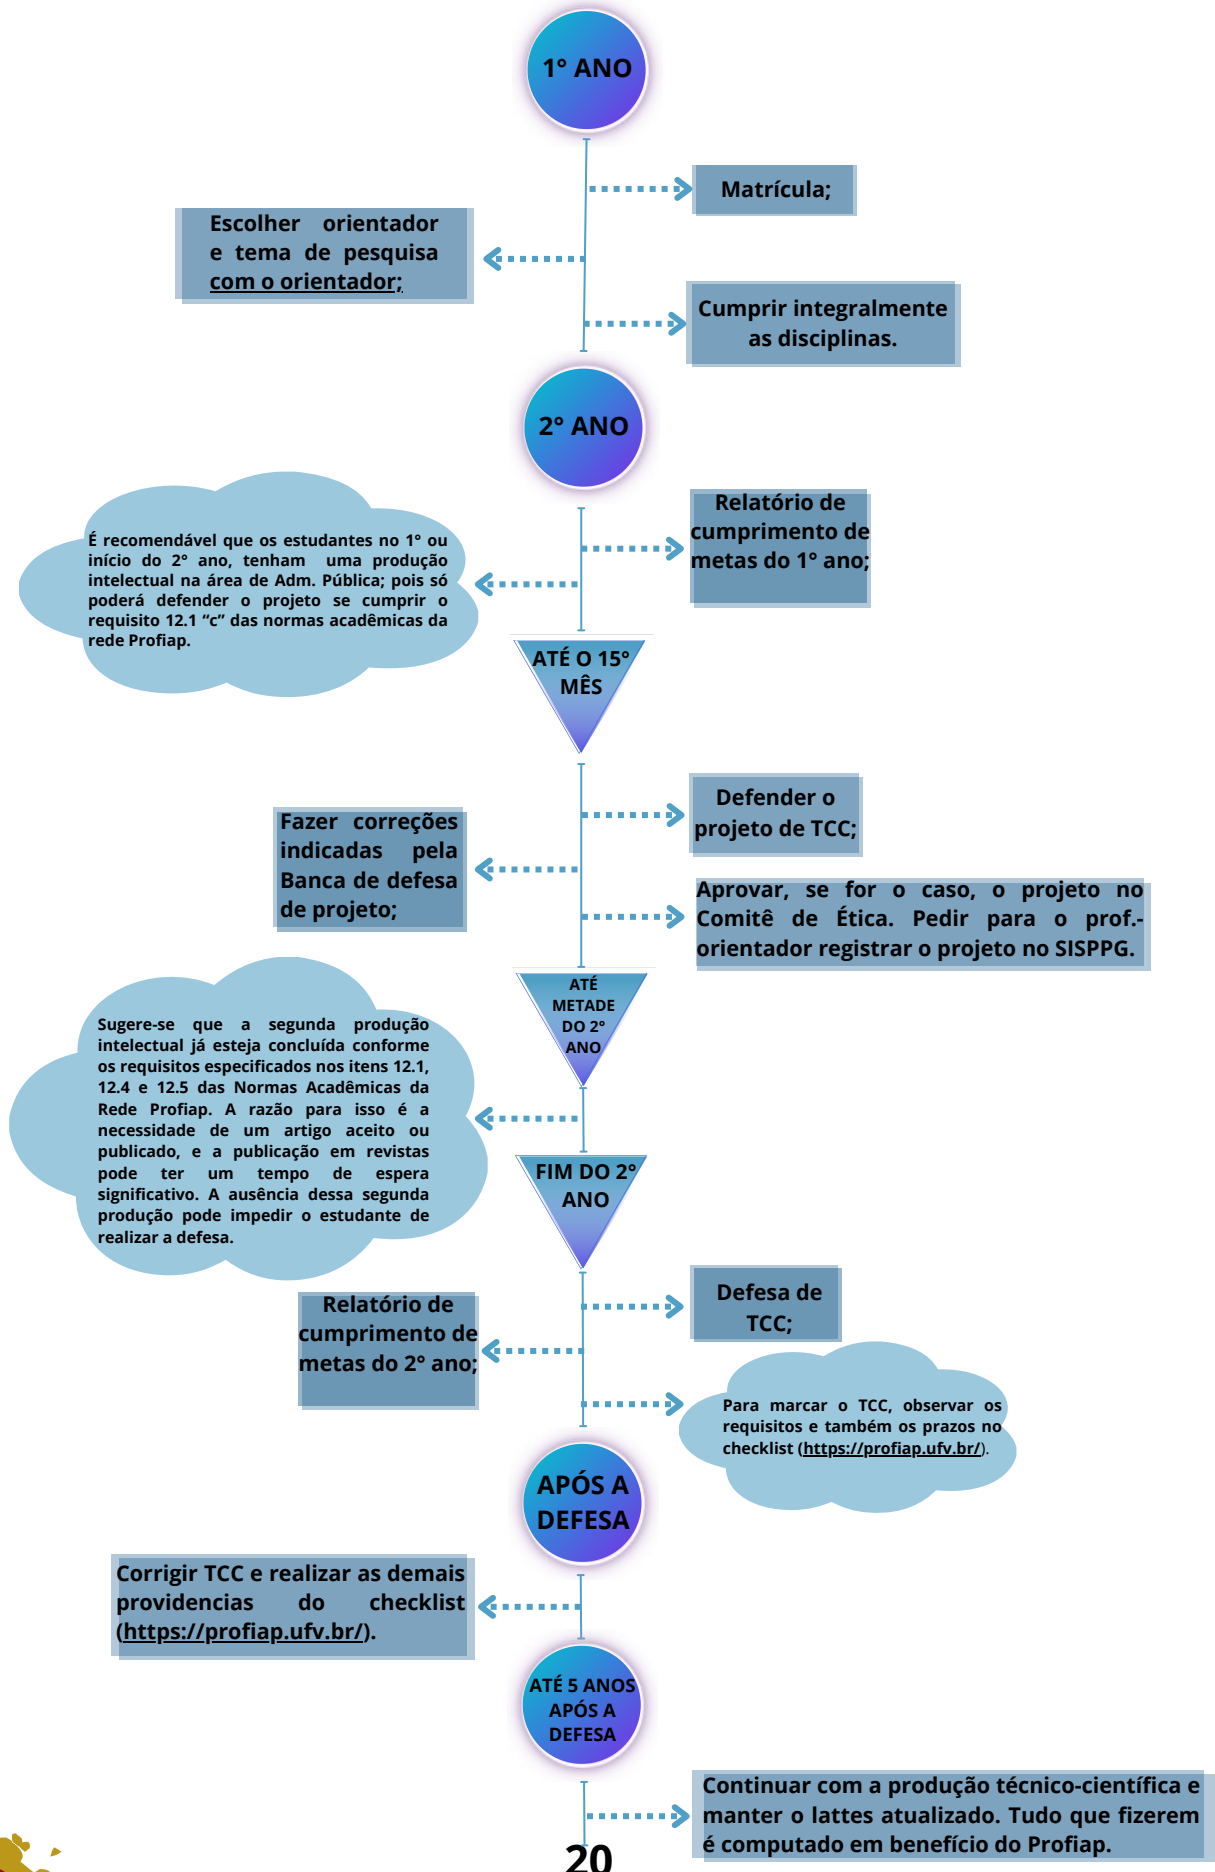 1° ANO
Matrícula;
Escolher orientador
e tema de pesquisa
com o orientador;
Cumprir integralmente
as disciplinas.
2° ANO
Relatório de
cumprimento de
metas do 1° ano;
É recomendável que os estudantes no 1° ou
início do 2° ano, tenham uma produção
intelectual na área de Adm. Pública; pois só
poderá defender o projeto se cumprir o
requisito 12.1 “c” das normas acadêmicas da
rede Profiap.
ATÉ O 15°
MÊS
Defender o
projeto de TCC;
Fazer correções
indicadas pela
Banca de defesa
de projeto;
Aprovar, se for o caso, o projeto no
Comitê de Ética. Pedir para o prof.-
orientador registrar o projeto no SISPPG.
ATÉ
METADE
DO 2°
ANO
Sugere-se que a segunda produção
intelectual já esteja concluída conforme
os requisitos especificados nos itens 12.1,
12.4 e 12.5 das Normas Acadêmicas da
Rede Profiap. A razão para isso é a
necessidade de um artigo aceito ou
publicado, e a publicação em revistas
pode ter um tempo de espera
significativo. A ausência dessa segunda
produção pode impedir o estudante de
realizar a defesa.
FIM DO 2°
ANO
Defesa de
TCC;
Relatório de
cumprimento de
metas do 2° ano;
Para marcar o TCC, observar os
requisitos e também os prazos no
checklist (https://profiap.ufv.br/).
APÓS A
DEFESA
Corrigir TCC e realizar as demais
providencias do checklist
(https://profiap.ufv.br/).
ATÉ 5 ANOS
APÓS A
DEFESA
Continuar com a produção técnico-científica e
manter o lattes atualizado. Tudo que fizerem
é computado em benefício do Profiap.
20